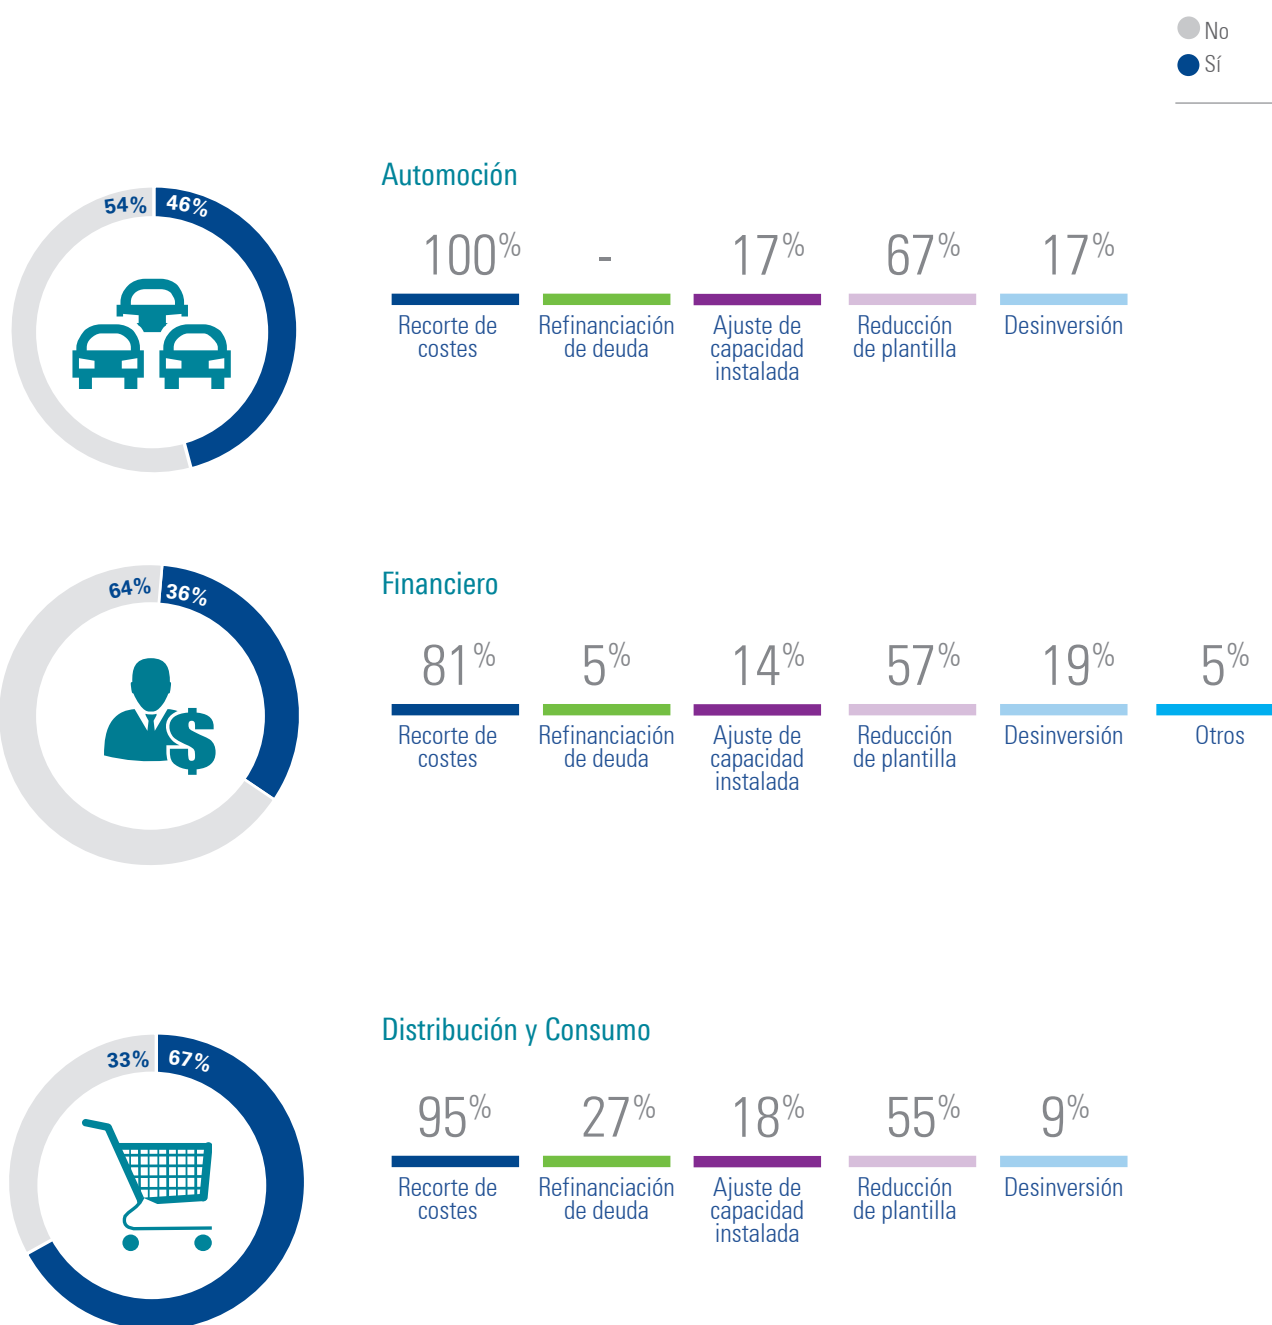 No
Sí
Automoción
54% 46%
100% - 17% 67% 17%
Recorte de costes
Refinanciación de deuda
Ajuste de capacidad instalada
Reducción de plantilla
Desinversión
Financiero
64% 36%
81% 5% 14% 57% 19% 5%
Recorte de costes
Refinanciación de deuda
Ajuste de capacidad instalada
Reducción de plantilla
Desinversión
Otros
Distribución y Consumo
33% 67%
95% 27% 18% 55% 9%
Recorte de costes
Refinanciación de deuda
Ajuste de capacidad instalada
Reducción de plantilla
Desinversión